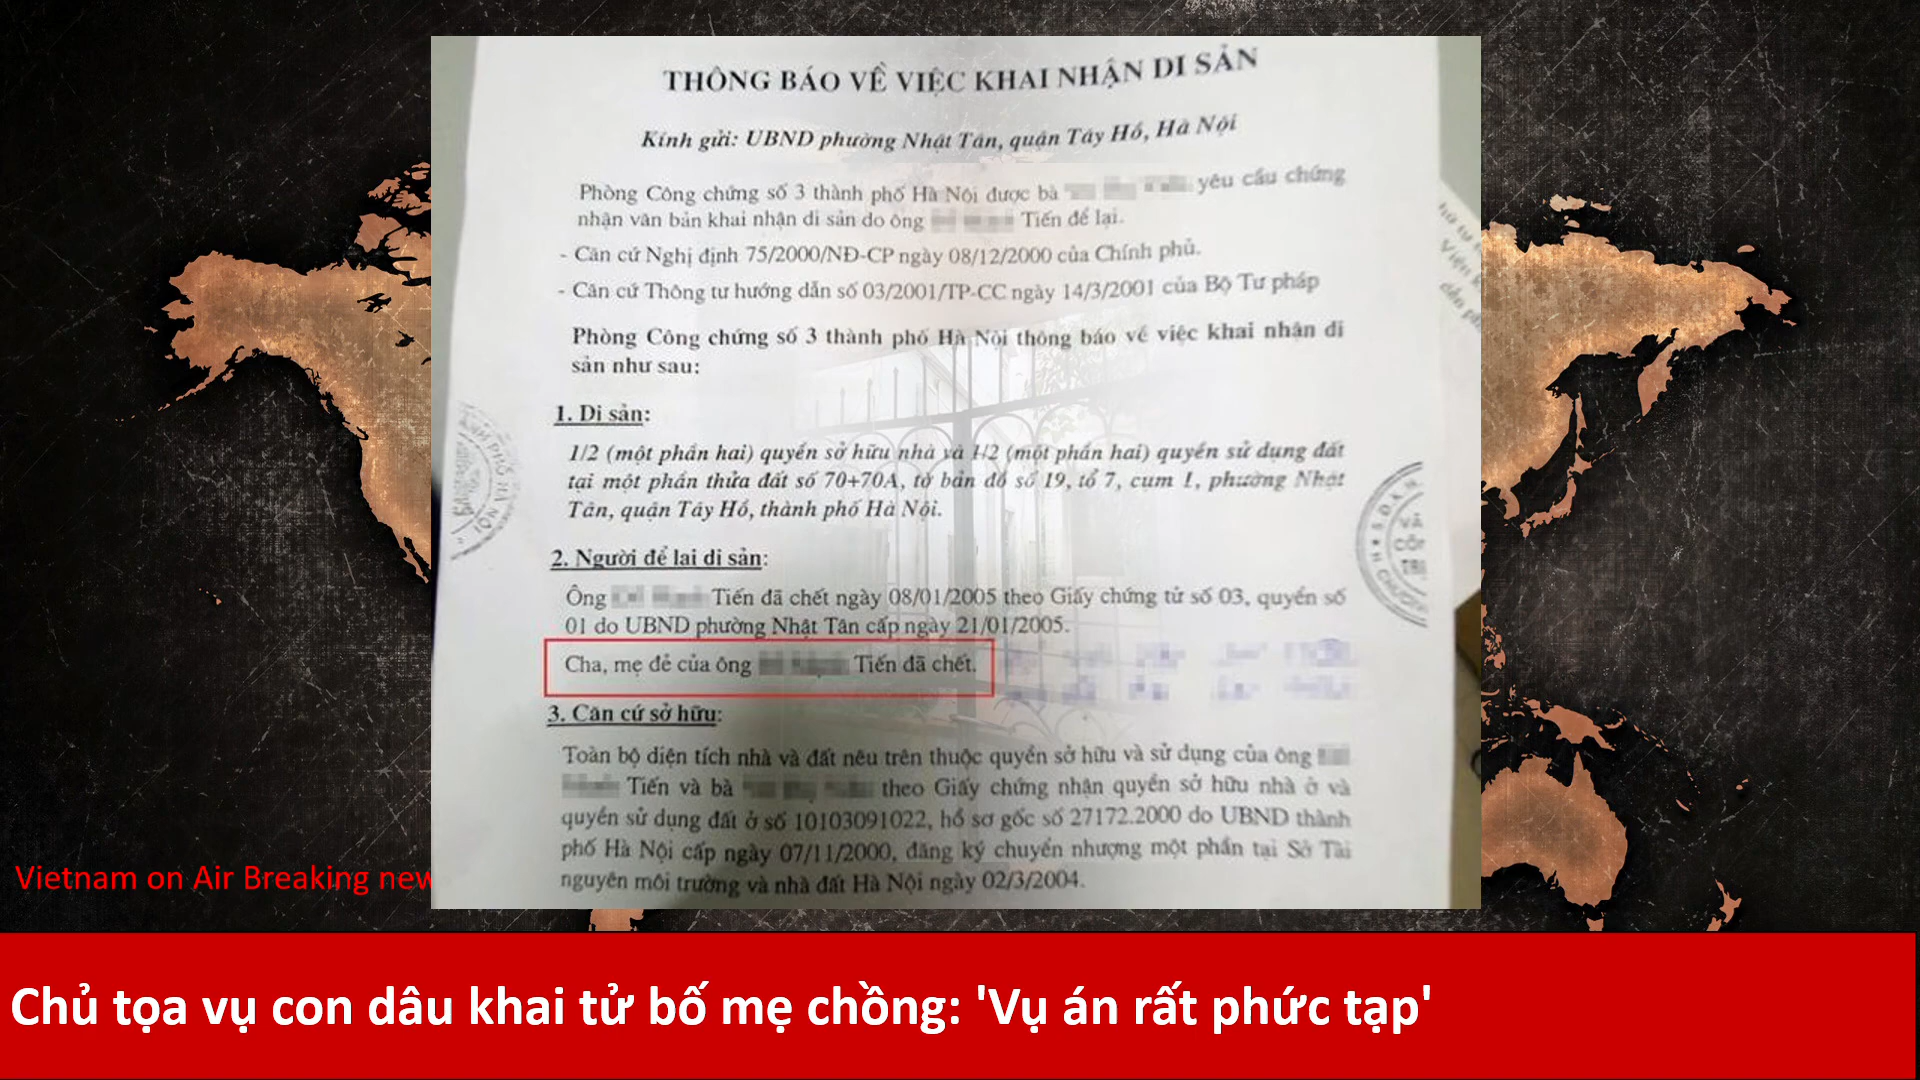 THÔNG BÁO VỀ VIỆC KHAI NHẬN DI SẢN
Kính gửi: UBND phường Nhật Tân, quận Tây Hồ, Hà Nội
Phòng Công chứng số 3 thành phố Hà Nội được bà yêu cầu chứng
nhận văn bản khai nhận di sản do ông Tiến để lại.
- Căn cứ Nghị định 75/2000/NĐ-CP ngày 08/12/2000 của Chính phủ.
- Căn cứ Thông tư hướng dẫn số 03/2001/TP-CC ngày 14/3/2001 của Bộ Tư pháp
Phòng Công chứng số 3 thành phố Hà Nội thông báo về việc khai nhận di
sản như sau:
1. Di sản:
1/2 (một phần hai) quyền sở hữu nhà và 1/2 (một phần hai) quyền sử dụng đất
tại một phần thửa đất số 70+70A, tờ bản đồ số 19, tổ 7, cụm 1, phường Nhật
Tân, quận Tây Hồ, thành phố Hà Nội.
2. Người để lại di sản:
Ông Tiến đã chết ngày 08/01/2005 theo Giấy chứng tử số 03, quyển số
01 do UBND phường Nhật Tân cấp ngày 21/01/2005.
Cha, mẹ đẻ của ông Tiến đã chết.
3. Căn cứ sở hữu:
Toàn bộ diện tích nhà và đất nêu trên thuộc quyền sở hữu và sử dụng của ông
Tiến và bà theo Giấy chứng nhận quyền sở hữu nhà ở và
quyền sử dụng đất ở số 10103091022, hồ sơ gốc số 27172.2000 do UBND thành
phố Hà Nội cấp ngày 07/11/2000, đăng ký chuyển nhượng một phần tại Sở Tài
nguyên môi trường và nhà đất Hà Nội ngày 02/3/2004.
Vietnam on Air Breaking new
Chủ tọa vụ con dâu khai tử bố mẹ chồng: 'Vụ án rất phức tạp'